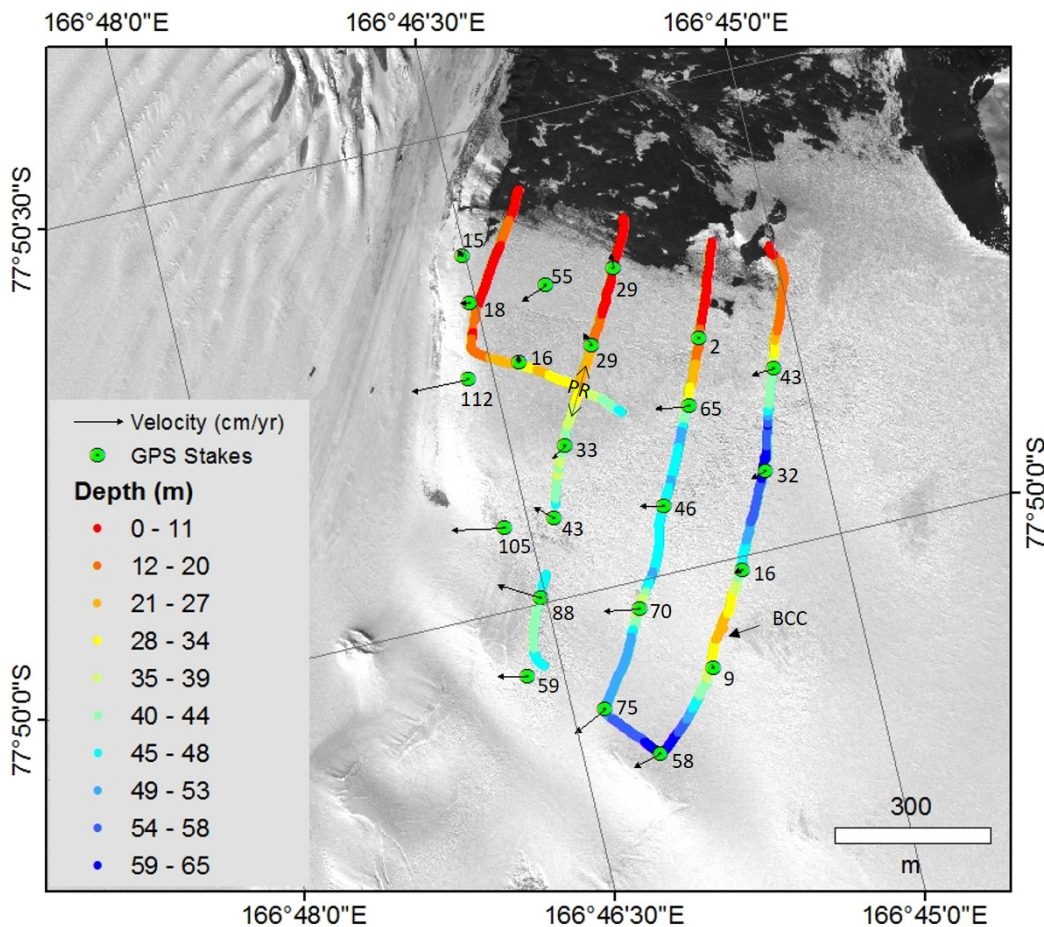 166°48'0"E 166°46'30"E 166°45'0"E
77°50'30"S
15
55
29
18
29
2
16
43
112
PR
65
33
32
Velocity (cm/yr)
GPS Stakes
46
43
105
77°50'0"S
16
Depth (m)
0 - 11
12 - 20
21 - 27
28 - 34
35 - 39
40 - 44
45 - 48
49 - 53
54 - 58
59 - 65
88
70
BCC
59
9
75
58
77°50'0"S
300
m
166°48'0"E 166°46'30"E 166°45'0"E